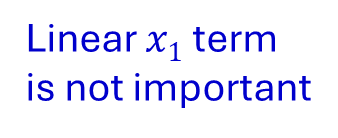 Linear x₁ term
is not important